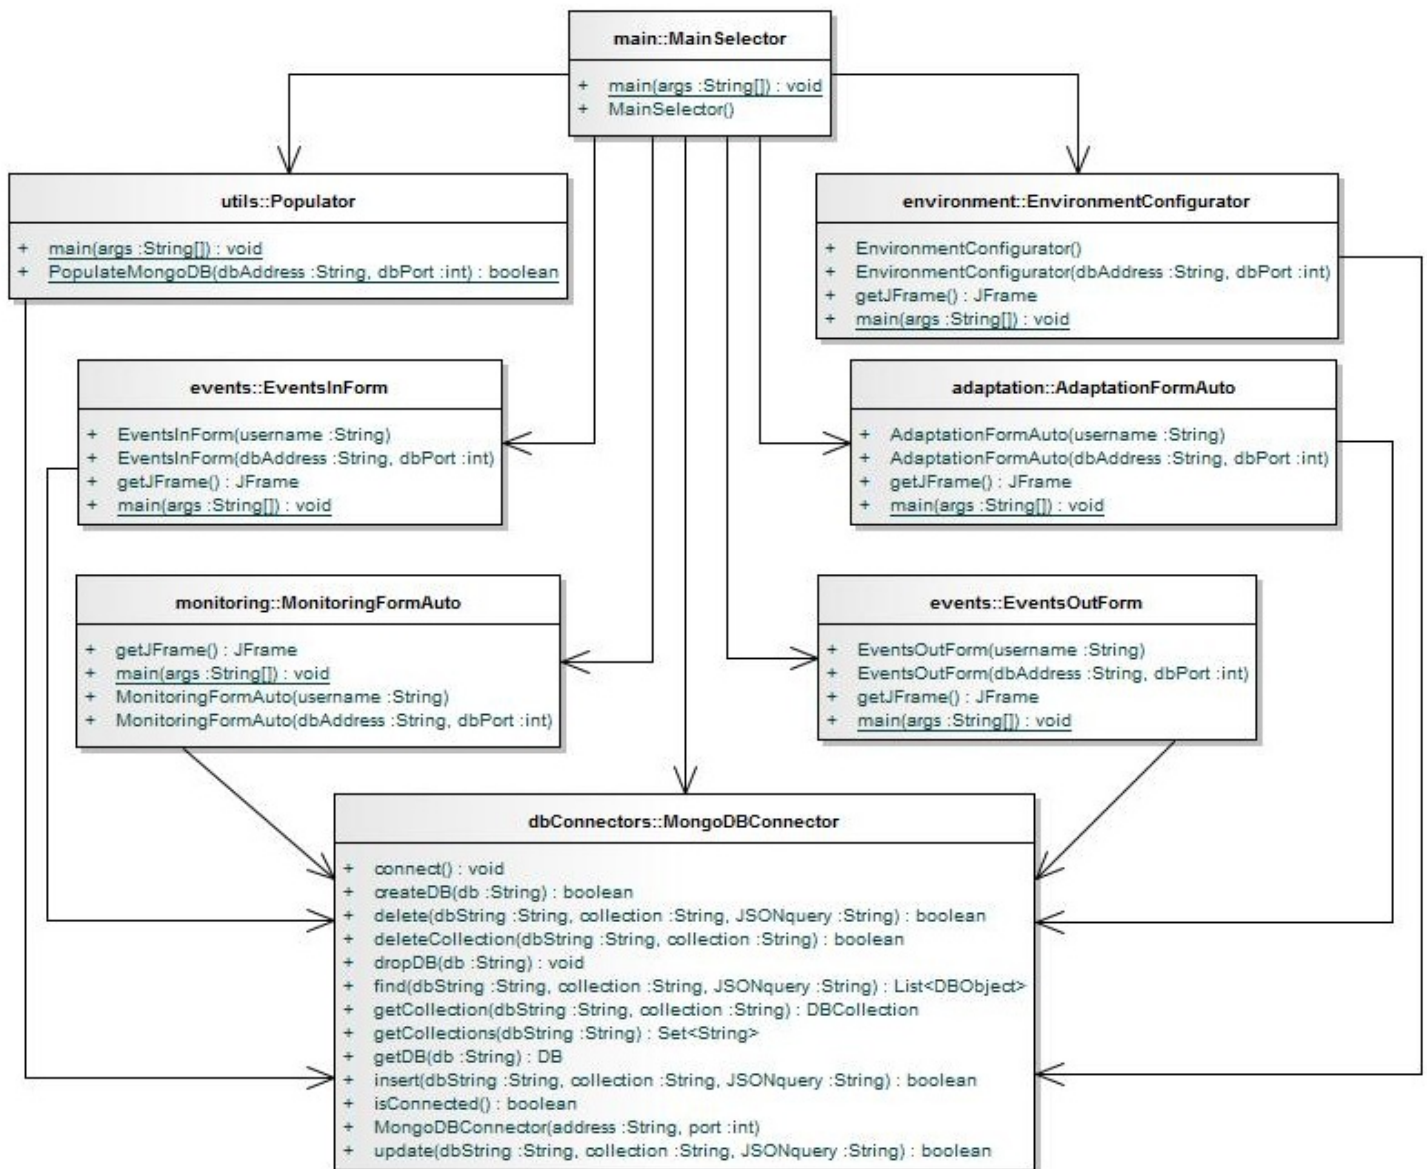 main::MainSelector
+ main(args :String[]) : void
+ MainSelector()
utils::Populator
+ main(args :String[]) : void
+ PopulateMongoDB(dbAddress :String, dbPort :int) : boolean
environment::EnvironmentConfigurator
+ EnvironmentConfigurator()
+ EnvironmentConfigurator(dbAddress :String, dbPort :int)
+ getJFrame() : JFrame
+ main(args :String[]) : void
events::EventsInForm
+ EventsInForm(username :String)
+ EventsInForm(dbAddress :String, dbPort :int)
+ getJFrame() : JFrame
+ main(args :String[]) : void
adaptation::AdaptationFormAuto
+ AdaptationFormAuto(username :String)
+ AdaptationFormAuto(dbAddress :String, dbPort :int)
+ getJFrame() : JFrame
+ main(args :String[]) : void
monitoring::MonitoringFormAuto
+ getJFrame() : JFrame
+ main(args :String[]) : void
+ MonitoringFormAuto(username :String)
+ MonitoringFormAuto(dbAddress :String, dbPort :int)
events::EventsOutForm
+ EventsOutForm(username :String)
+ EventsOutForm(dbAddress :String, dbPort :int)
+ getJFrame() : JFrame
+ main(args :String[]) : void
dbConnectors::MongoDBConnector
+ connect() : void
+ createDB(db :String) : boolean
+ delete(dbString :String, collection :String, JSONquery :String) : boolean
+ deleteCollection(dbString :String, collection :String) : boolean
+ dropDB(db :String) : void
+ find(dbString :String, collection :String, JSONquery :String) : List<DBObject>
+ getCollection(dbString :String, collection :String) : DBCollection
+ getCollections(dbString :String) : Set<String>
+ getDB(db :String) : DB
+ insert(dbString :String, collection :String, JSONquery :String) : boolean
+ isConnected() : boolean
+ MongoDBConnector(address :String, port :int)
+ update(dbString :String, collection :String, JSONquery :String) : boolean